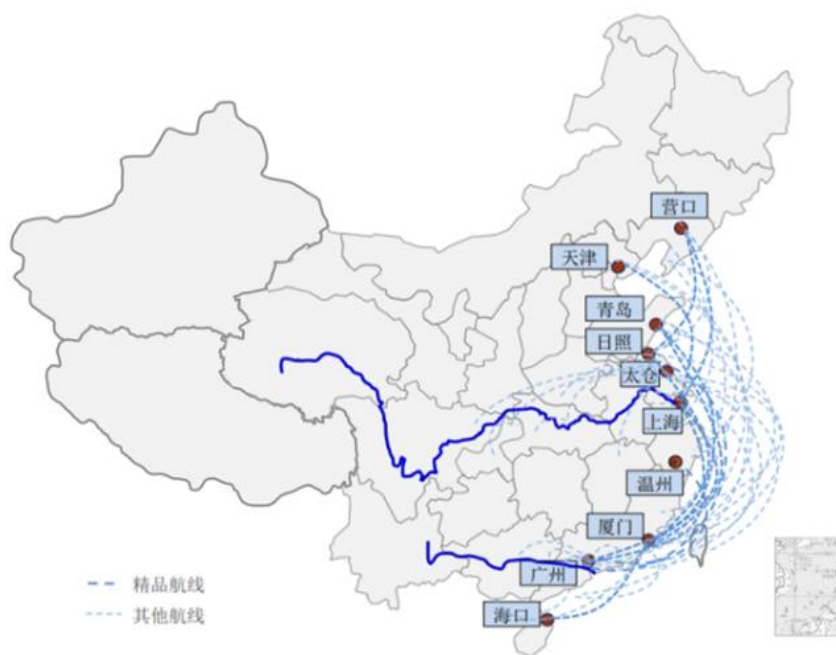 营口
天津
青岛
日照
太仓
上海
温州
厦门
广州
海口
精品航线
其他航线